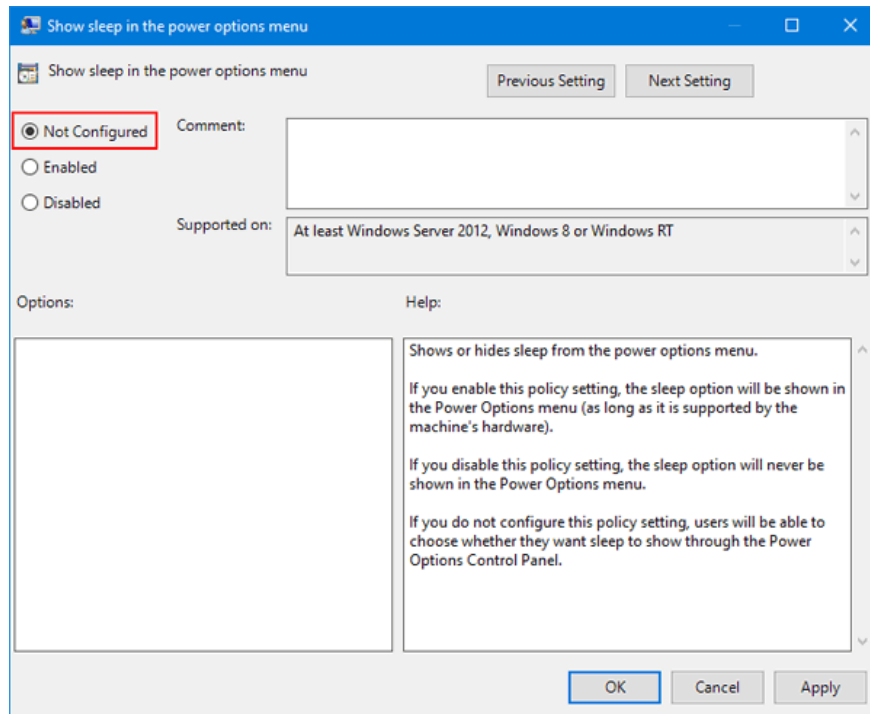 Show sleep in the power options menu
Show sleep in the power options menu
Previous Setting
Next Setting
Not Configured
Comment:
Enabled
Disabled
Supported on:
At least Windows Server 2012, Windows 8 or Windows RT
Options:
Help:
Shows or hides sleep from the power options menu.
If you enable this policy setting, the sleep option will be shown in
the Power Options menu (as long as it is supported by the
machine's hardware).
If you disable this policy setting, the sleep option will never be
shown in the Power Options menu.
If you do not configure this policy setting, users will be able to
choose whether they want sleep to show through the Power
Options Control Panel.
OK
Cancel
Apply